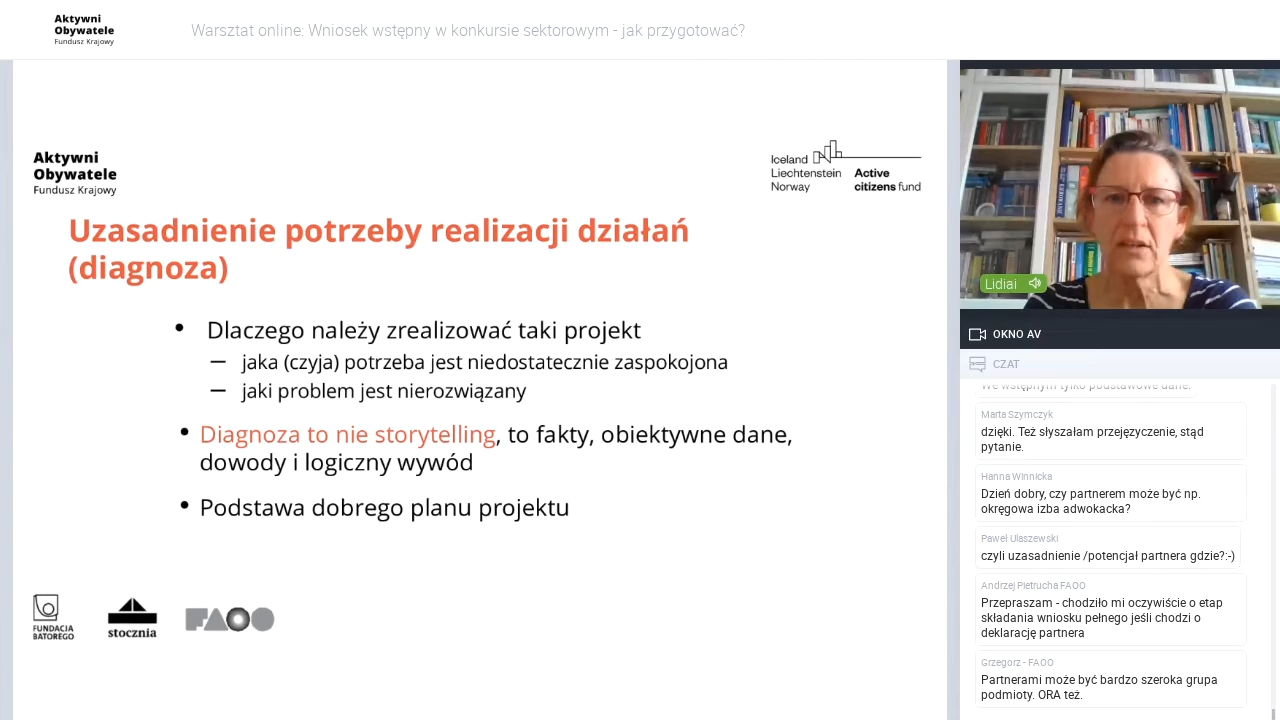 Aktywni
Obywatele
Fundusz Krajowy
Warsztat online: Wniosek wstępny w konkursie sektorowym - jak przygotować?
Aktywni
Obywatele
Fundusz Krajowy
Iceland
Liechtenstein
Norway
Active
citizens fund
Uzasadnienie potrzeby realizacji działań
(diagnoza)
• Dlaczego należy zrealizować taki projekt
– jaka (czyja) potrzeba jest niedostatecznie zaspokojona
– jaki problem jest nierozwiązany
• Diagnoza to nie storytelling, to fakty, obiektywne dane,
dowody i logiczny wywód
• Podstawa dobrego planu projektu
FUNDACJA
BATOREGO
stocznia
FAOO
Lidiai
OKNO AV
CZAT
We wstępnym tylko podstawowe dane.
Marta Szymczyk
dzięki. Też słyszałam przejęzyczenie, stąd
pytanie.
Hanna Winnicka
Dzień dobry, czy partnerem może być np.
okręgowa izba adwokacka?
Paweł Ulaszewski
czyli uzasadnienie /potencjał partnera gdzie?:-)
Andrzej Pietrucha FAOO
Przepraszam - chodziło mi oczywiście o etap
składania wniosku pełnego jeśli chodzi o
deklarację partnera
Grzegorz - FAOO
Partnerami może być bardzo szeroka grupa
podmioty. ORA też.